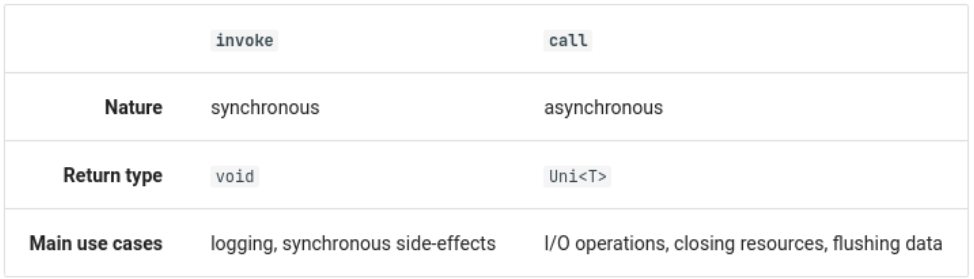 invoke call
Nature synchronous asynchronous
Return type void Uni<T>
Main use cases logging, synchronous side-effects I/O operations, closing resources, flushing data